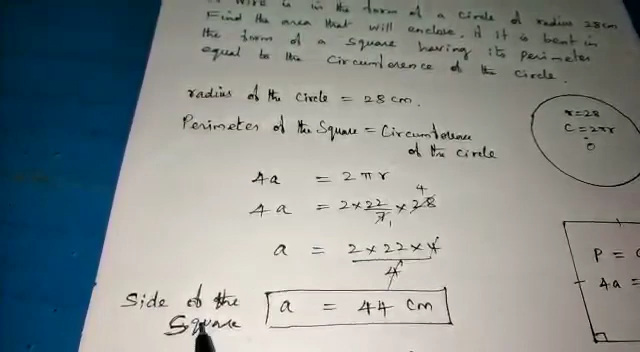 A wire is in the form of a circle of radius 28cm
Find the area that will enclose, if it is bent in
the form of a square having its Perimeter
equal to the Circumference of the Circle.
radius of the Circle = 28 cm.
Perimeter of the Square = Circumference
of the circle
r=28
C=2πr
0
4a = 2πr
4a = 2 × 22/7 × 28
4
1
a = 2 × 22 × 4
4
P =
4a =
Side of the
Square
a = 44 cm